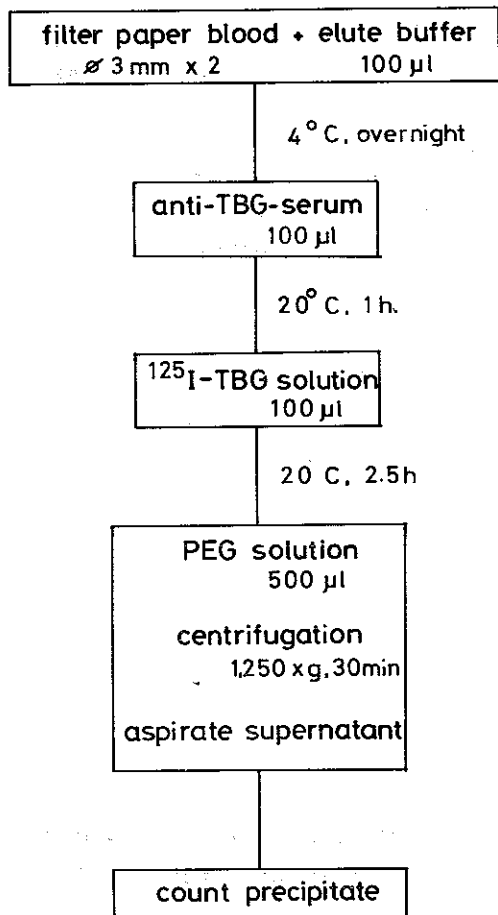 filter paper blood + elute buffer
ø 3 mm x 2 100 µl
4°C, overnight
anti-TBG-serum
100 µl
20°C, 1h.
¹²⁵I-TBG solution
100 µl
20 C, 2.5h
PEG solution
500 µl
centrifugation
1,250 xg, 30min
aspirate supernatant
count precipitate